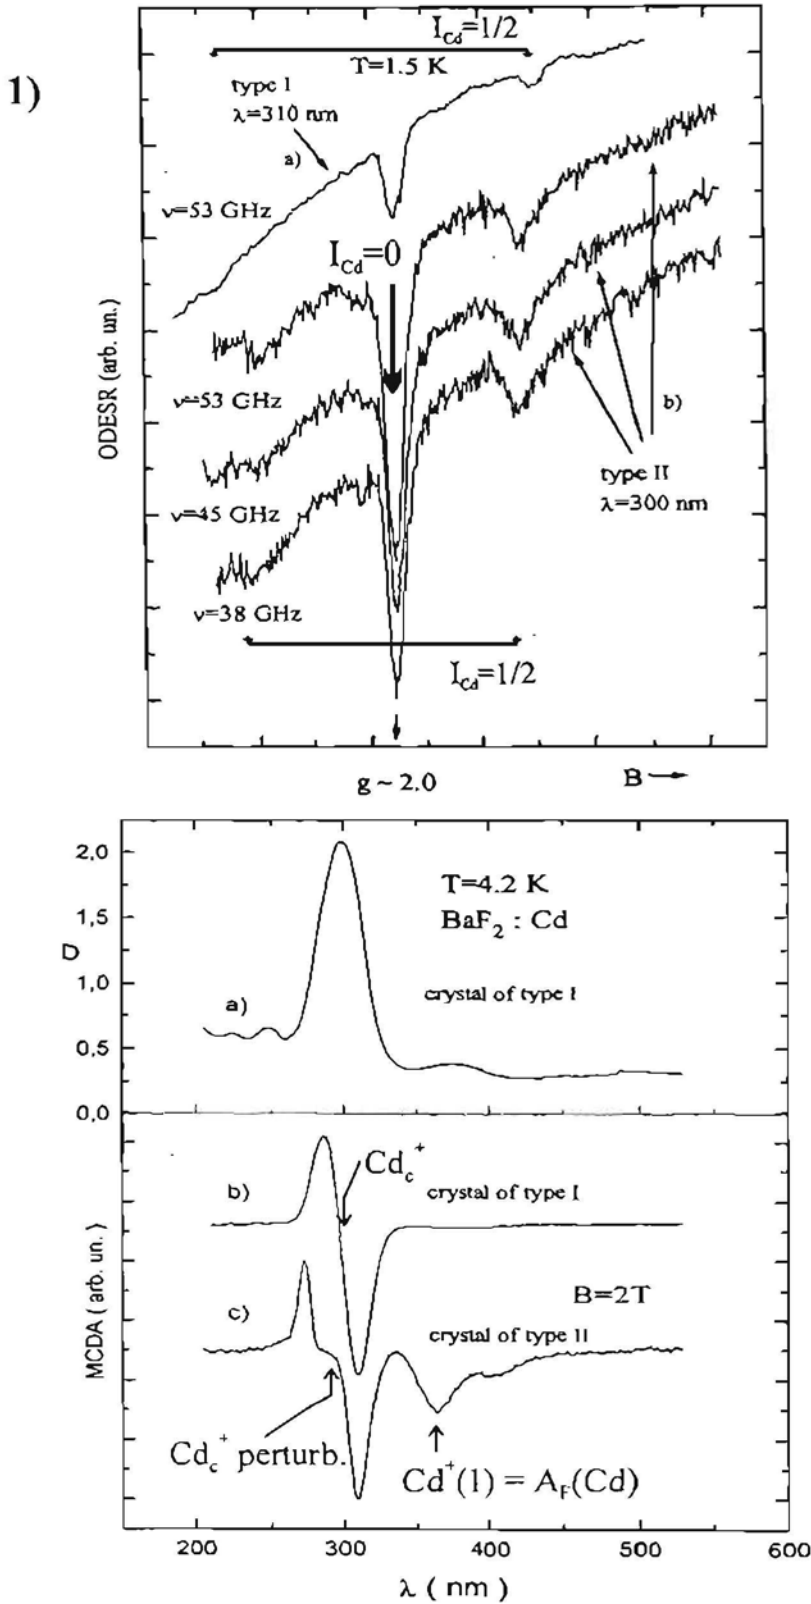 1)
I_Cd=1/2
T=1.5 K
type I
λ=310 nm
a)
ν=53 GHz
I_Cd=0
ODESR (arb. un.)
ν=53 GHz
b)
type II
λ=300 nm
ν=45 GHz
ν=38 GHz
I_Cd=1/2
g ~ 2.0
B
2,0
T=4.2 K
BaF₂ : Cd
1,5
σ
1,0
a)
crystal of type I
0,5
0,0
Cd_c⁺
b)
crystal of type I
MCDA ( arb. un.)
B=2T
c)
crystal of type II
Cd_c⁺ perturb.
Cd⁺(1) = A_F(Cd)
200 300 400 500 600
λ ( nm )